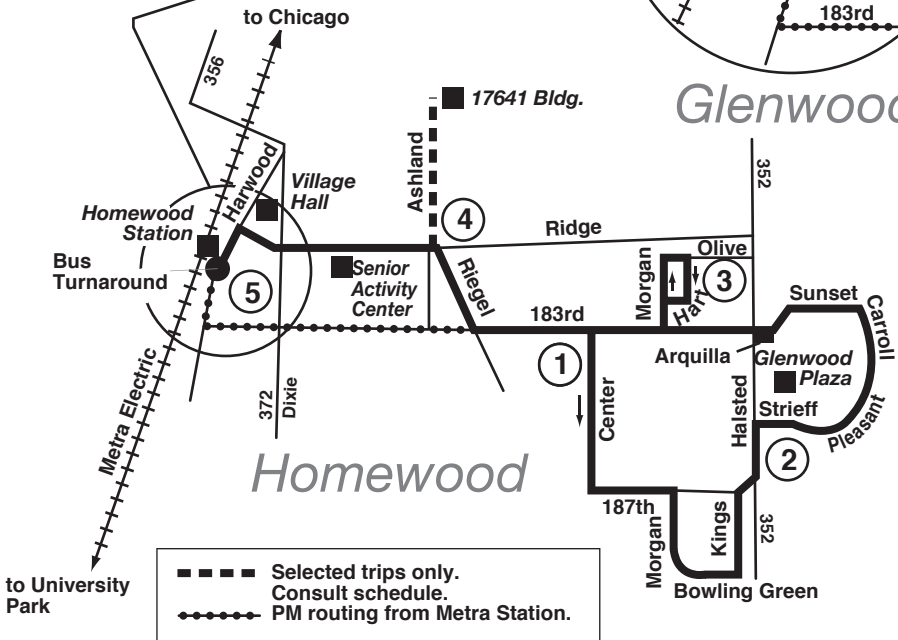 to Chicago
183rd
356
17641 Bldg.
Glenwood
Ashland
352
Harwood
Village
Hall
Homewood
Station
4
Ridge
Olive
Bus
Turnaround
5
Senior
Activity
Center
Riegel
Morgan
Hart
3
Sunset
Carroll
183rd
Arquilla
Glenwood
Plaza
1
Metra Electric
372
Dixie
Center
Halsted
Strieff
Pleasant
2
Homewood
187th
Morgan
Kings
352
Bowling Green
to University
Park
Selected trips only.
Consult schedule.
PM routing from Metra Station.